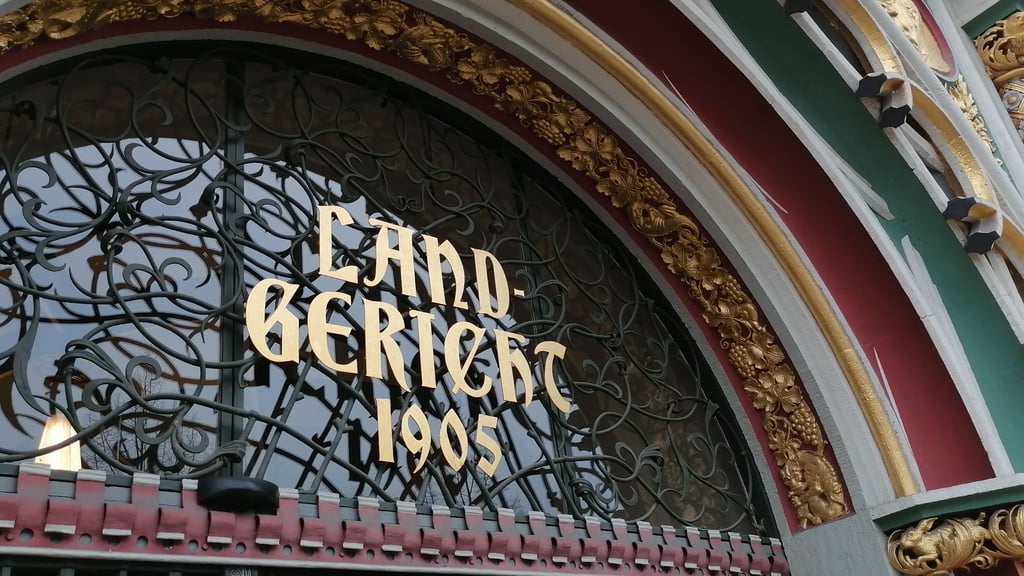 LAND-
GERICHT
1905